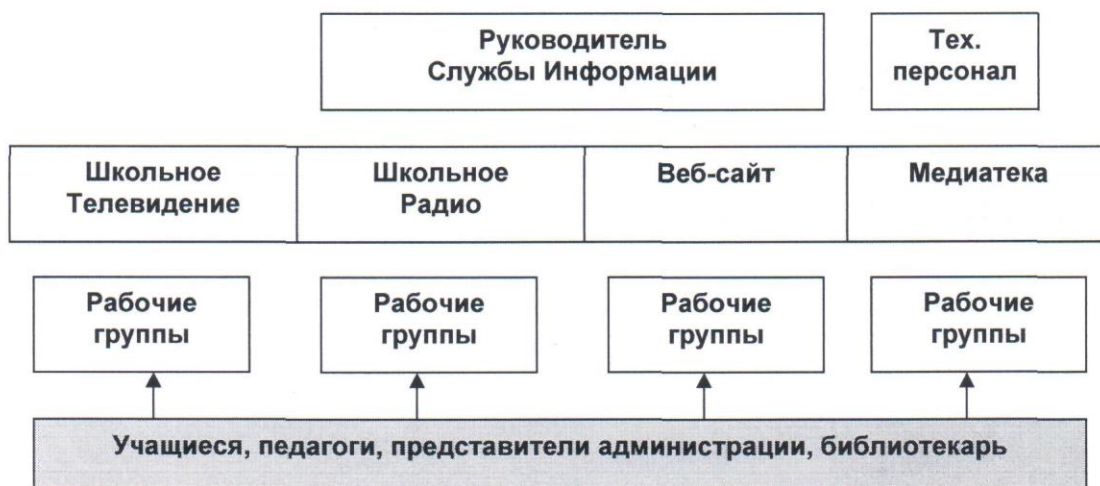 Руководитель
Службы Информации
Тех.
персонал
Школьное
Телевидение
Школьное
Радио
Веб-сайт
Медиатека
Рабочие
группы
Рабочие
группы
Рабочие
группы
Рабочие
группы
Учащиеся, педагоги, представители администрации, библиотекарь